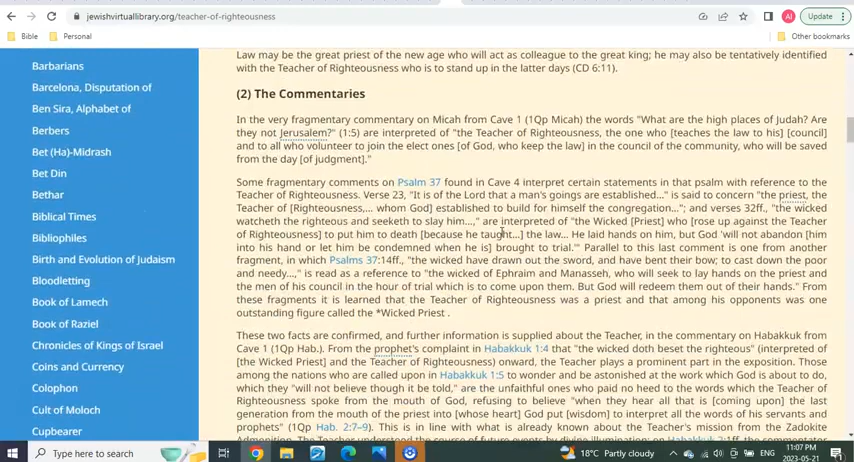 jewishvirtuallibrary.org/teacher-of-righteousness
AI
Update
Bible
Personal
Other bookmarks
Barbarians
Barcelona, Disputation of
Ben Sira, Alphabet of
Berbers
Bet (Ha)-Midrash
Bet Din
Bethar
Biblical Times
Bibliophiles
Birth and Evolution of Judaism
Bloodletting
Book of Lamech
Book of Raziel
Chronicles of Kings of Israel
Coins and Currency
Colophon
Cult of Moloch
Cupbearer
Law may be the great priest of the new age who will act as colleague to the great king; he may also be tentatively identified
with the Teacher of Righteousness who is to stand up in the latter days (CD 6:11).
(2) The Commentaries
In the very fragmentary commentary on Micah from Cave 1 (1Qp Micah) the words "What are the high places of Judah? Are
they not Jerusalem?" (1:5) are interpreted of "the Teacher of Righteousness, the one who [teaches the law to his] [council]
and to all who volunteer to join the elect ones [of God, who keep the law] in the council of the community, who will be saved
from the day [of judgment]."
Some fragmentary comments on Psalm 37 found in Cave 4 interpret certain statements in that psalm with reference to the
Teacher of Righteousness. Verse 23, "It is of the Lord that a man's goings are established…" is said to concern "the priest, the
Teacher of [Righteousness,… whom God] established to build for himself the congregation…"; and verses 32ff., "the wicked
watcheth the righteous and seeketh to slay him…," are interpreted of "the Wicked [Priest] who [rose up against the Teacher
of Righteousness] to put him to death [because he taught…] the law… He laid hands on him, but God 'will not abandon [him
into his hand or let him be condemned when he is] brought to trial.'" Parallel to this last comment is one from another
fragment, in which Psalms 37:14ff., "the wicked have drawn out the sword, and have bent their bow; to cast down the poor
and needy…," is read as a reference to "the wicked of Ephraim and Manasseh, who will seek to lay hands on the priest and
the men of his council in the hour of trial which is to come upon them. But God will redeem them out of their hands." From
these fragments it is learned that the Teacher of Righteousness was a priest and that among his opponents was one
outstanding figure called the *Wicked Priest .
These two facts are confirmed, and further information is supplied about the Teacher, in the commentary on Habakkuk from
Cave 1 (1Qp Hab.). From the prophet's complaint in Habakkuk 1:4 that "the wicked doth beset the righteous" (interpreted of
[the Wicked Priest] and the Teacher of Righteousness) onward, the Teacher plays a prominent part in the exposition. Those
among the nations who are called upon in Habakkuk 1:5 to wonder and be astonished at the work which God is about to do,
which they "will not believe though it be told," are the unfaithful ones who paid no heed to the words which the Teacher of
Righteousness spoke from the mouth of God, refusing to believe "when they hear all that is [coming upon] the last
generation from the mouth of the priest into [whose heart] God put [wisdom] to interpret all the words of his servants and
prophets" (1Qp Hab. 2:7–9). This is in line with what is already known about the Teacher's mission from the Zadokite
Type here to search
18°C Partly cloudy
ENG
11:07 PM
2023-05-21